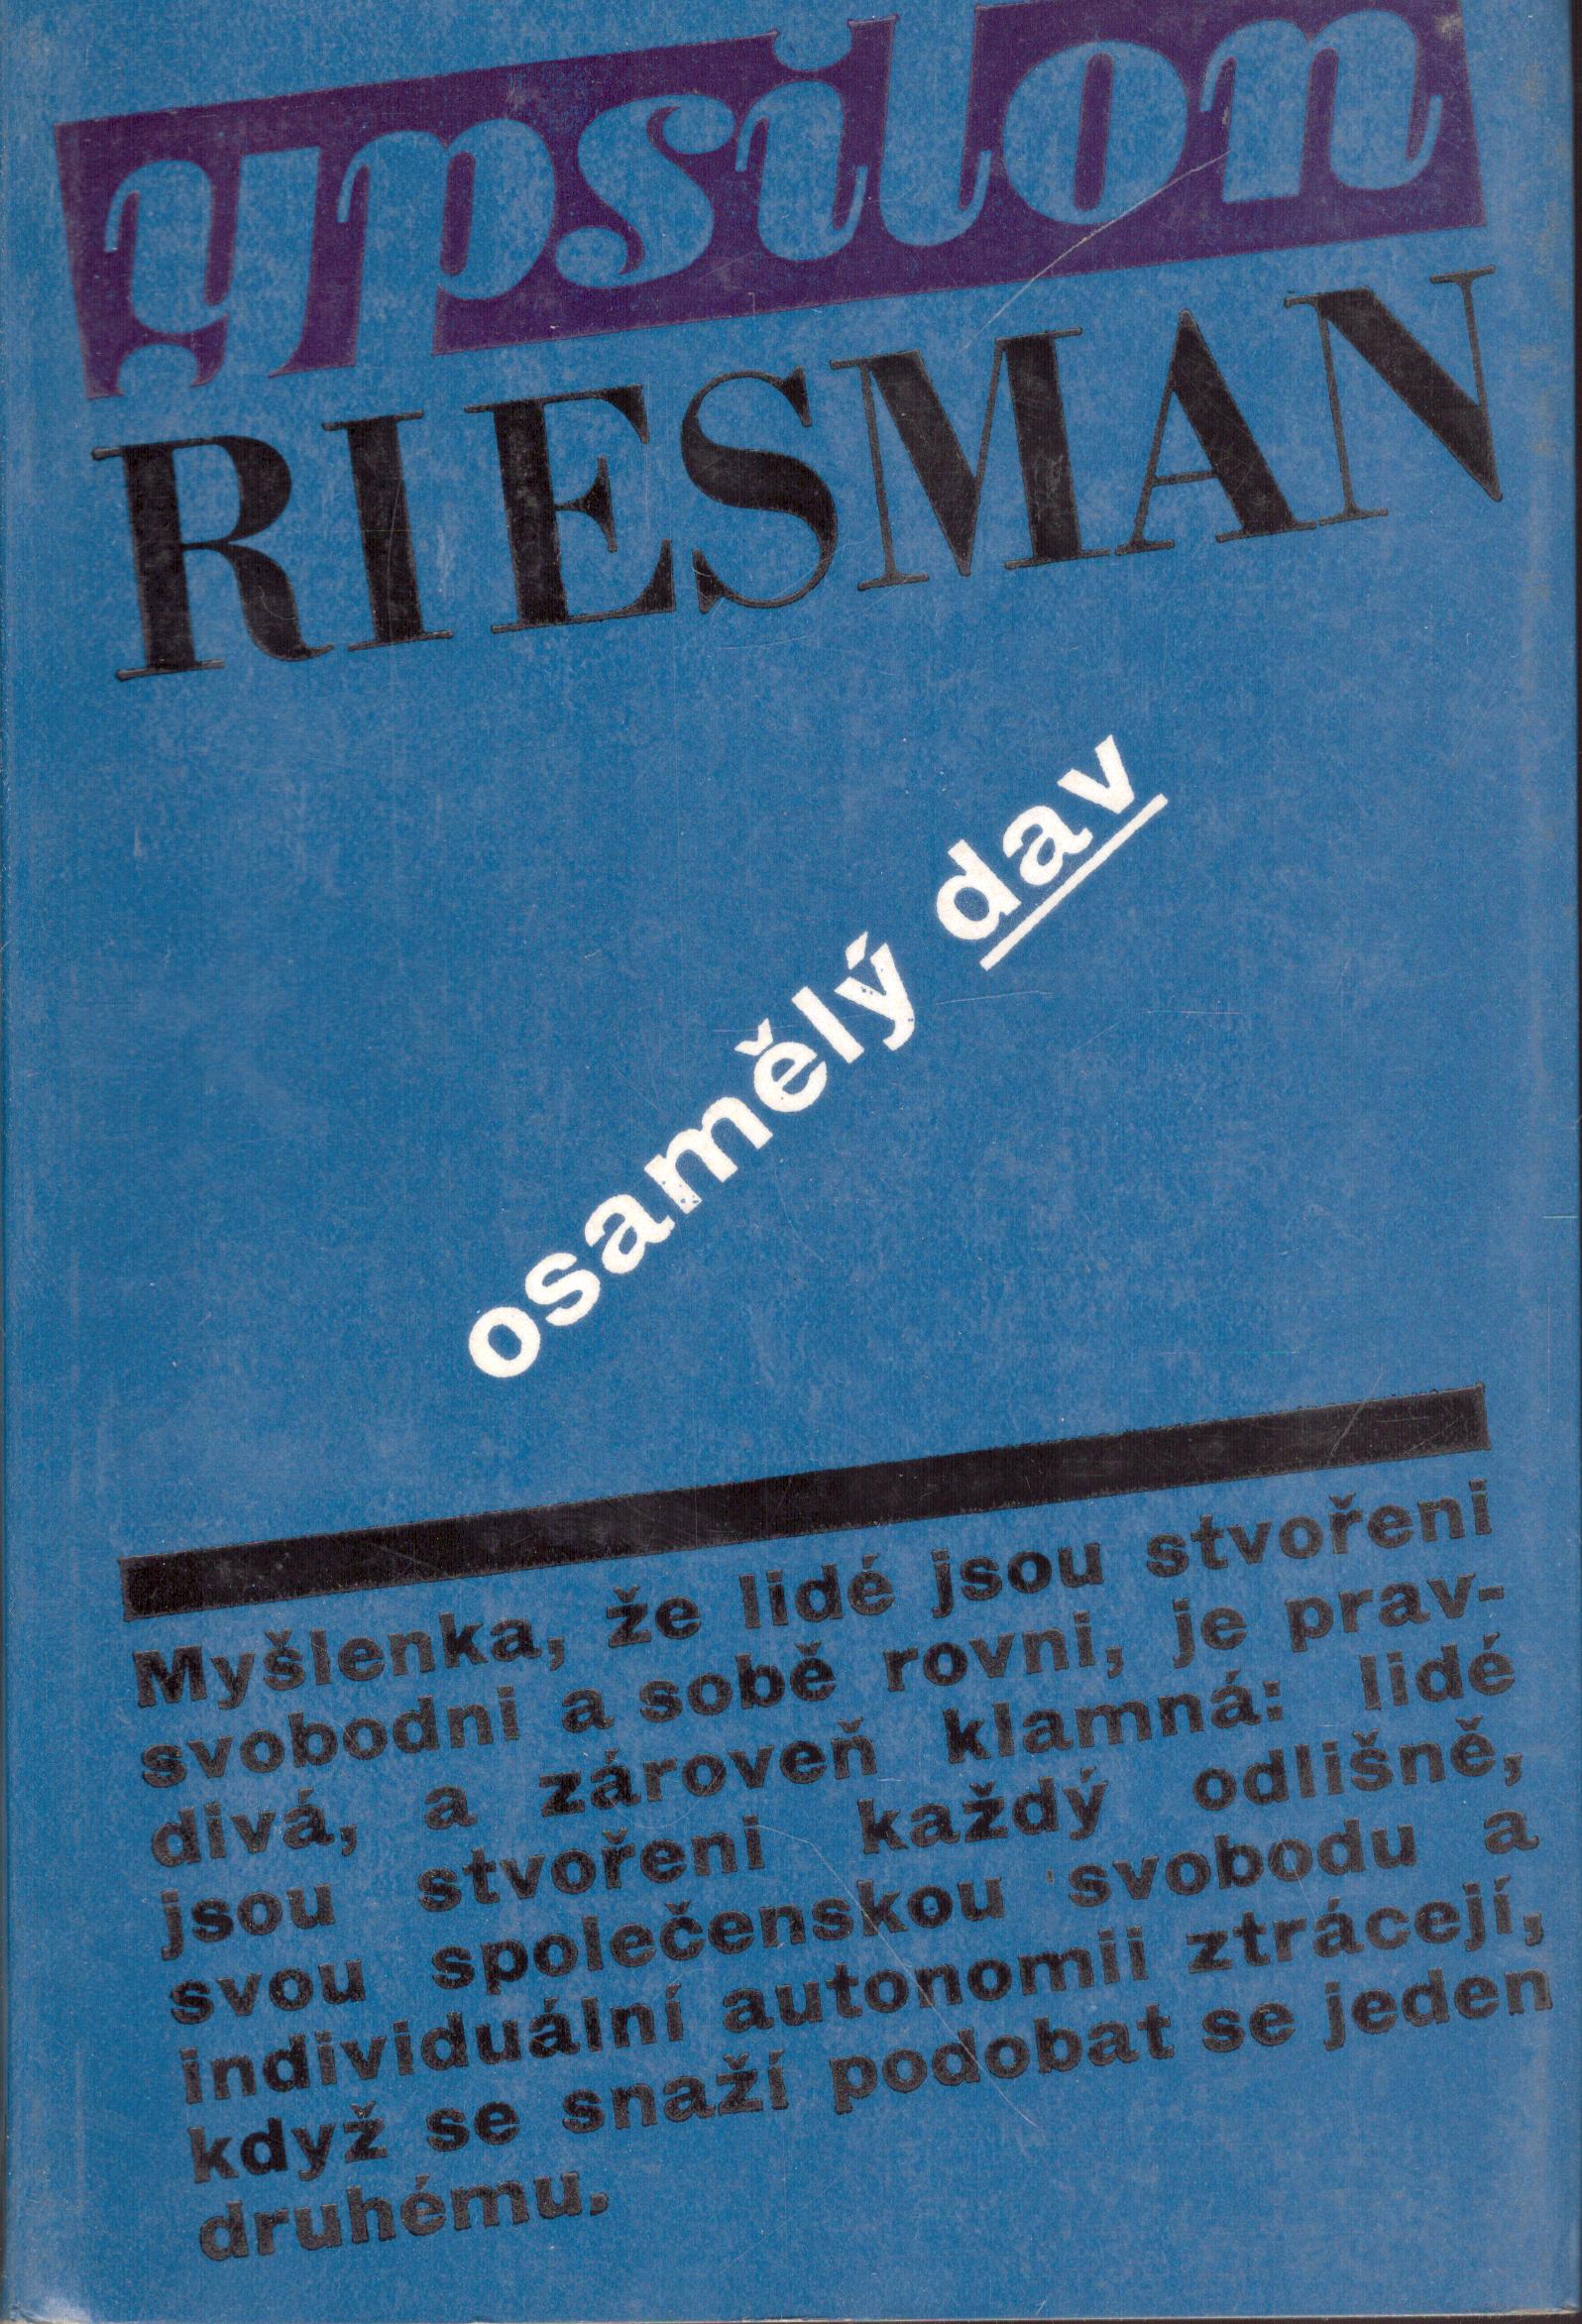 ypsilon
RIESMAN
osamělý dav
Myšlenka, že lidé jsou stvořeni
svobodni a sobě rovni, je prav-
divá, a zároveň klamná: lidé
jsou stvořeni každý odlišně,
svou společenskou svobodu a
individuální autonomii ztrácejí,
když se snaží podobat se jeden
druhému.